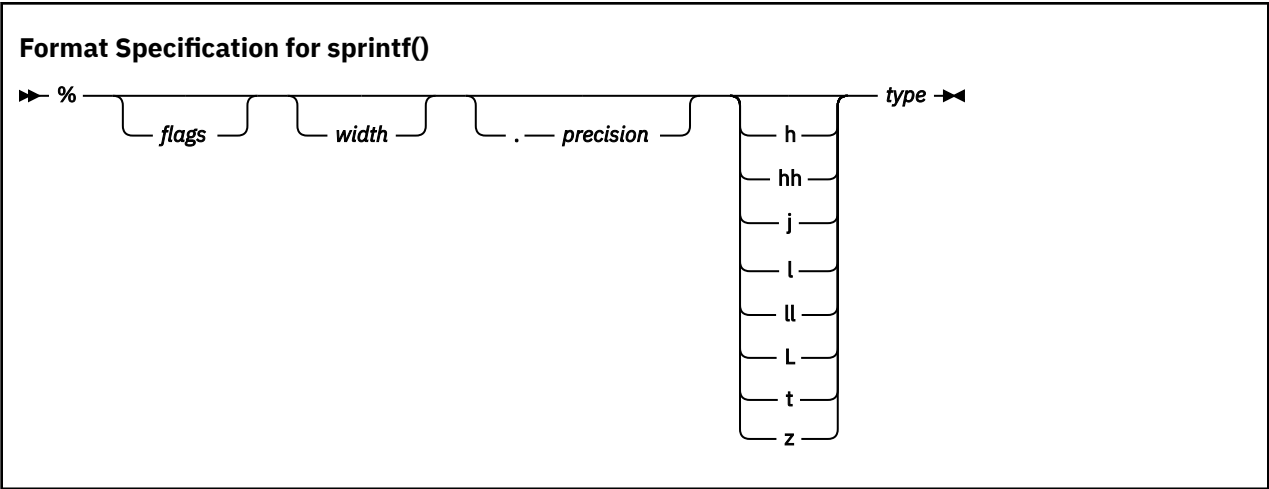 Format Specification for sprintf()
% type
flags width . precision h
hh
j
l
ll
L
t
z